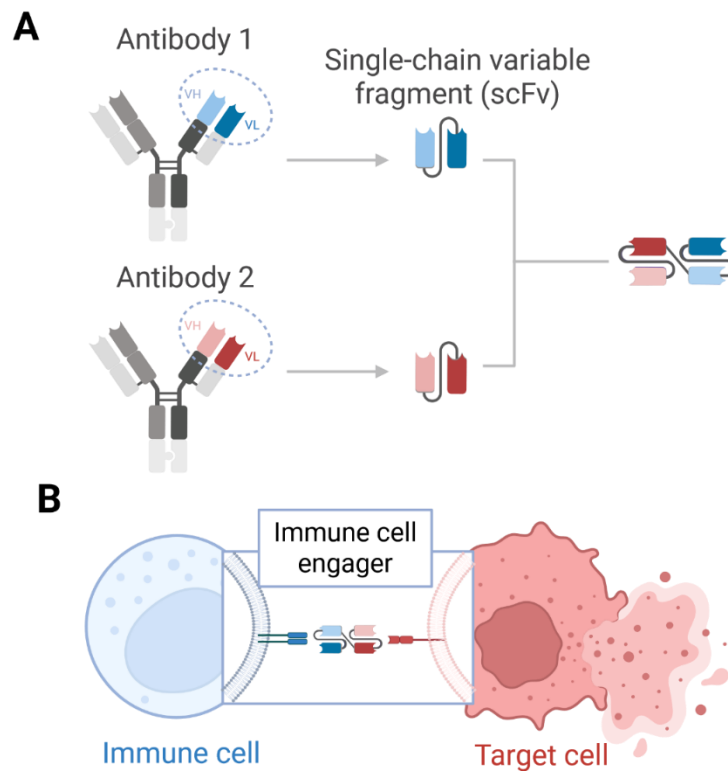 A
Antibody 1
VH
VL
Single-chain variable
fragment (scFv)
Antibody 2
VH
VL
B
Immune cell
engager
Immune cell
Target cell